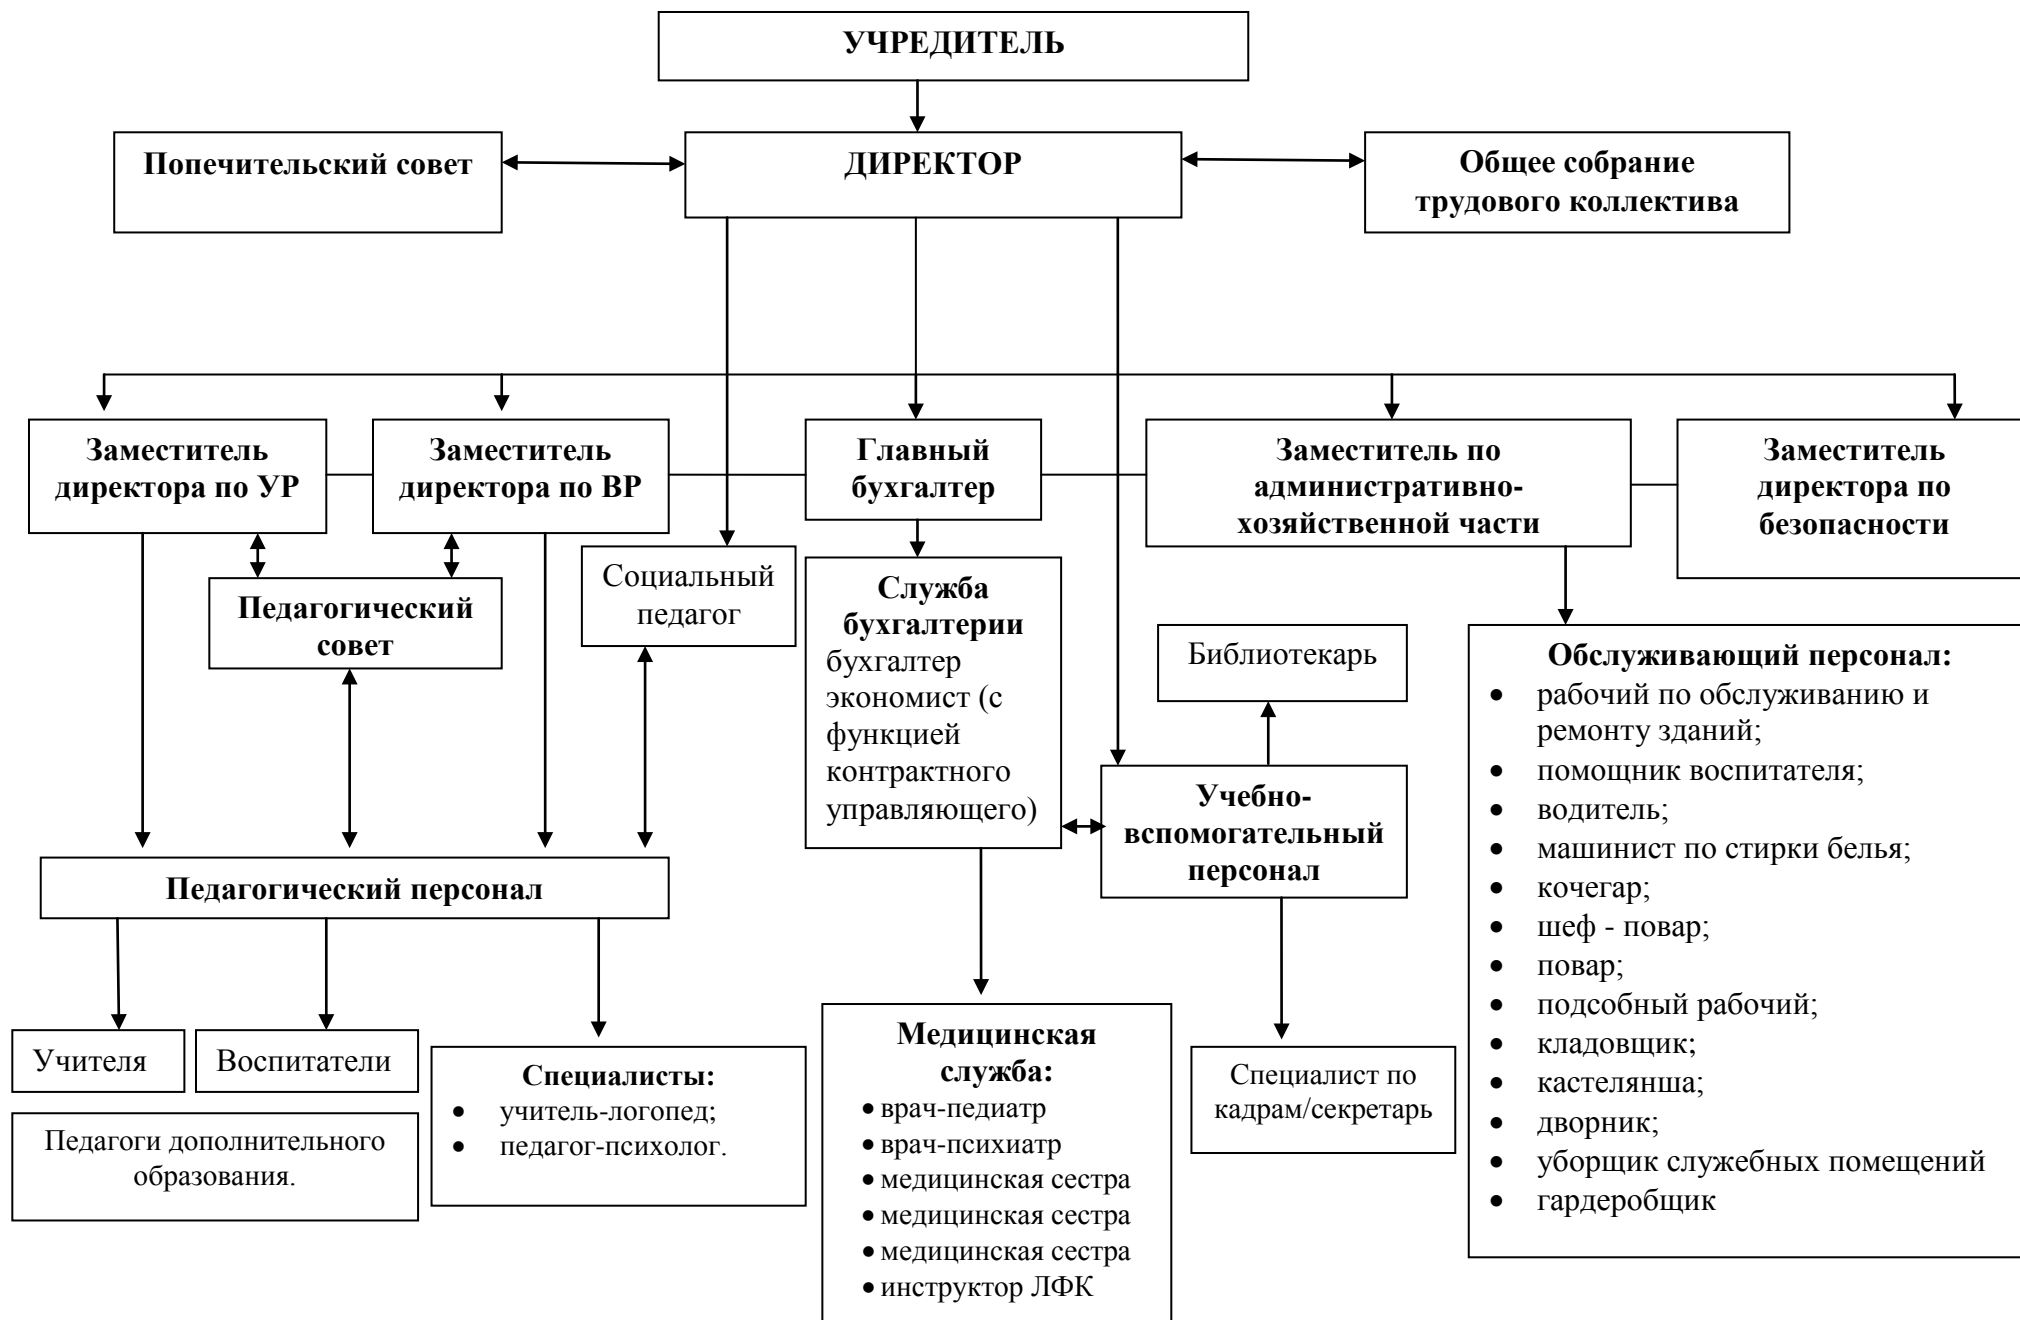 УЧРЕДИТЕЛЬ
Попечительский совет
ДИРЕКТОР
Общее собрание
трудового коллектива
Заместитель
директора по УР
Заместитель
директора по ВР
Главный
бухгалтер
Заместитель по
административно-
хозяйственной части
Заместитель
директора по
безопасности
Педагогический
совет
Социальный
педагог
Служба
бухгалтерии
бухгалтер
экономист (с
функцией
контрактного
управляющего)
Библиотекарь
Учебно-
вспомогательный
персонал
Обслуживающий персонал:
• рабочий по обслуживанию и
ремонту зданий;
• помощник воспитателя;
• водитель;
• машинист по стирки белья;
• кочегар;
• шеф - повар;
• повар;
• подсобный рабочий;
• кладовщик;
• кастелянша;
• дворник;
• уборщик служебных помещений
• гардеробщик
Педагогический персонал
Учителя
Воспитатели
Специалисты:
• учитель-логопед;
• педагог-психолог.
Педагоги дополнительного
образования.
Медицинская
служба:
• врач-педиатр
• врач-психиатр
• медицинская сестра
• медицинская сестра
• медицинская сестра
• инструктор ЛФК
Специалист по
кадрам/секретарь